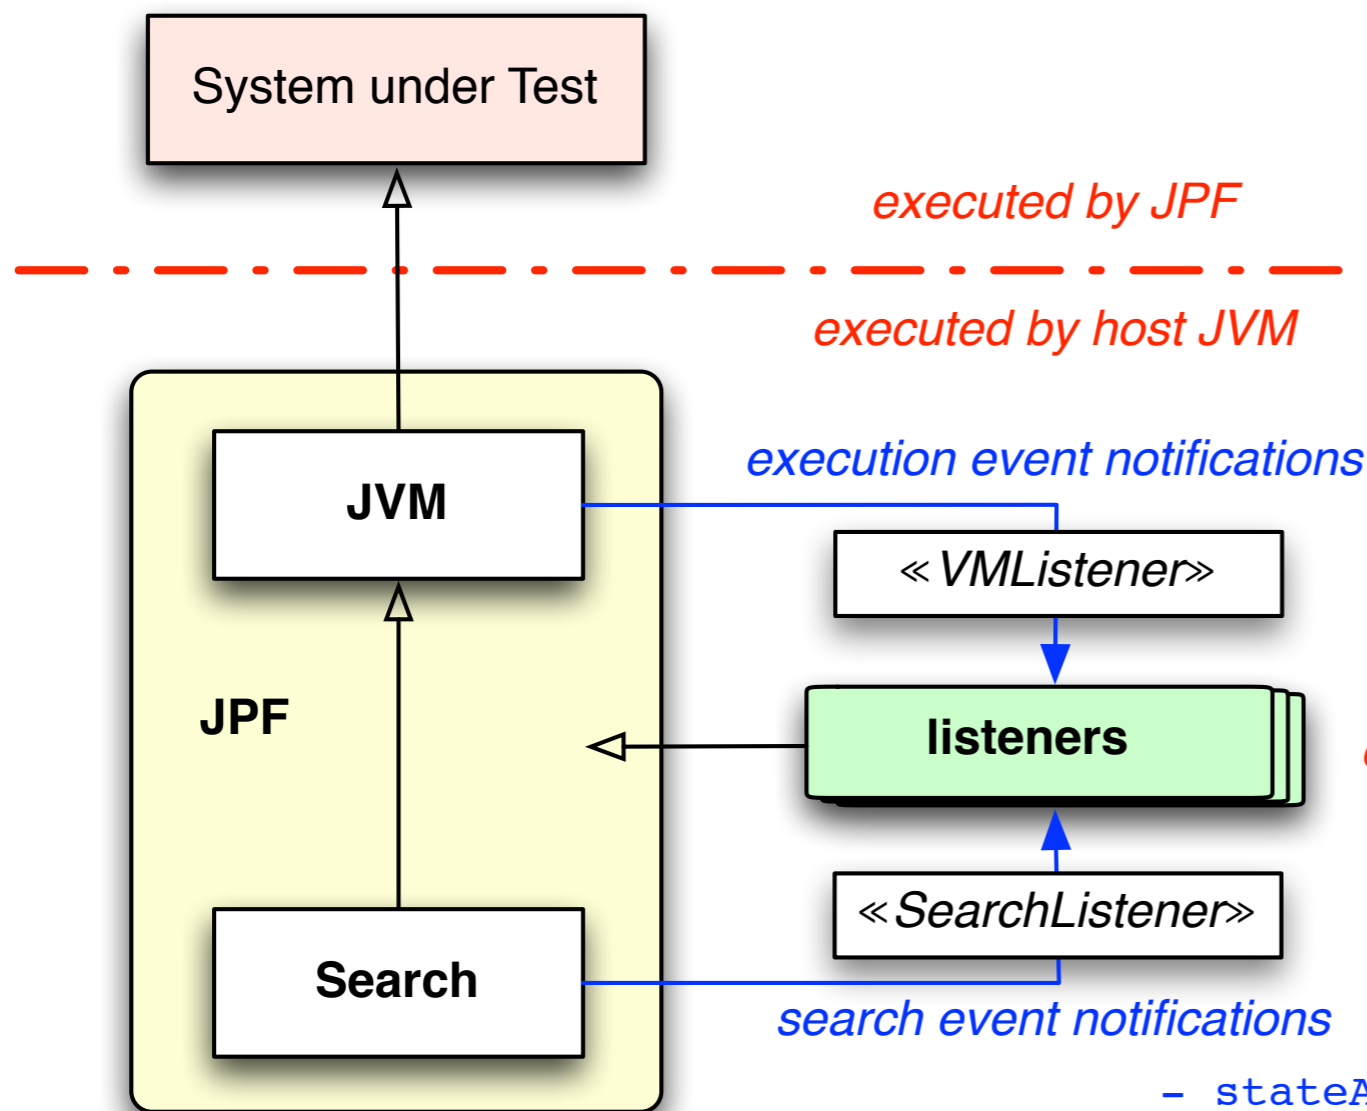 System under Test
executed by JPF
executed by host JVM
execution event notifications
JVM
≪VMListener≫
JPF
listeners
≪SearchListener≫
Search
search event notifications